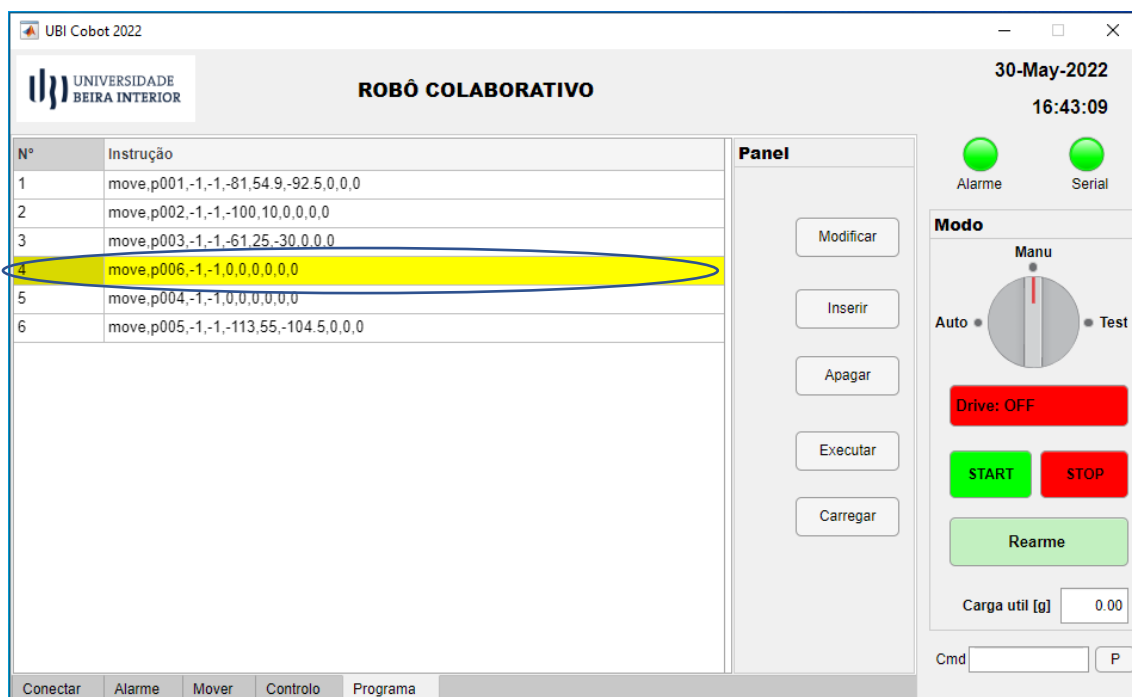 UBI Cobot 2022
UNIVERSIDADE
BEIRA INTERIOR
ROBÔ COLABORATIVO
30-May-2022
16:43:09
Nº Instrução
1 move,p001,-1,-1,-81,54.9,-92.5,0,0,0
2 move,p002,-1,-1,-100,10,0,0,0,0
3 move,p003,-1,-1,-61,25,-30,0,0,0
4 move,p006,-1,-1,0,0,0,0,0,0
5 move,p004,-1,-1,0,0,0,0,0,0
6 move,p005,-1,-1,-113,55,-104.5,0,0,0
Panel
Modificar
Inserir
Apagar
Executar
Carregar
Alarme Serial
Modo
Manu
Auto Test
Drive: OFF
START STOP
Rearme
Carga util [g] 0.00
Cmd P
Conectar Alarme Mover Controlo Programa